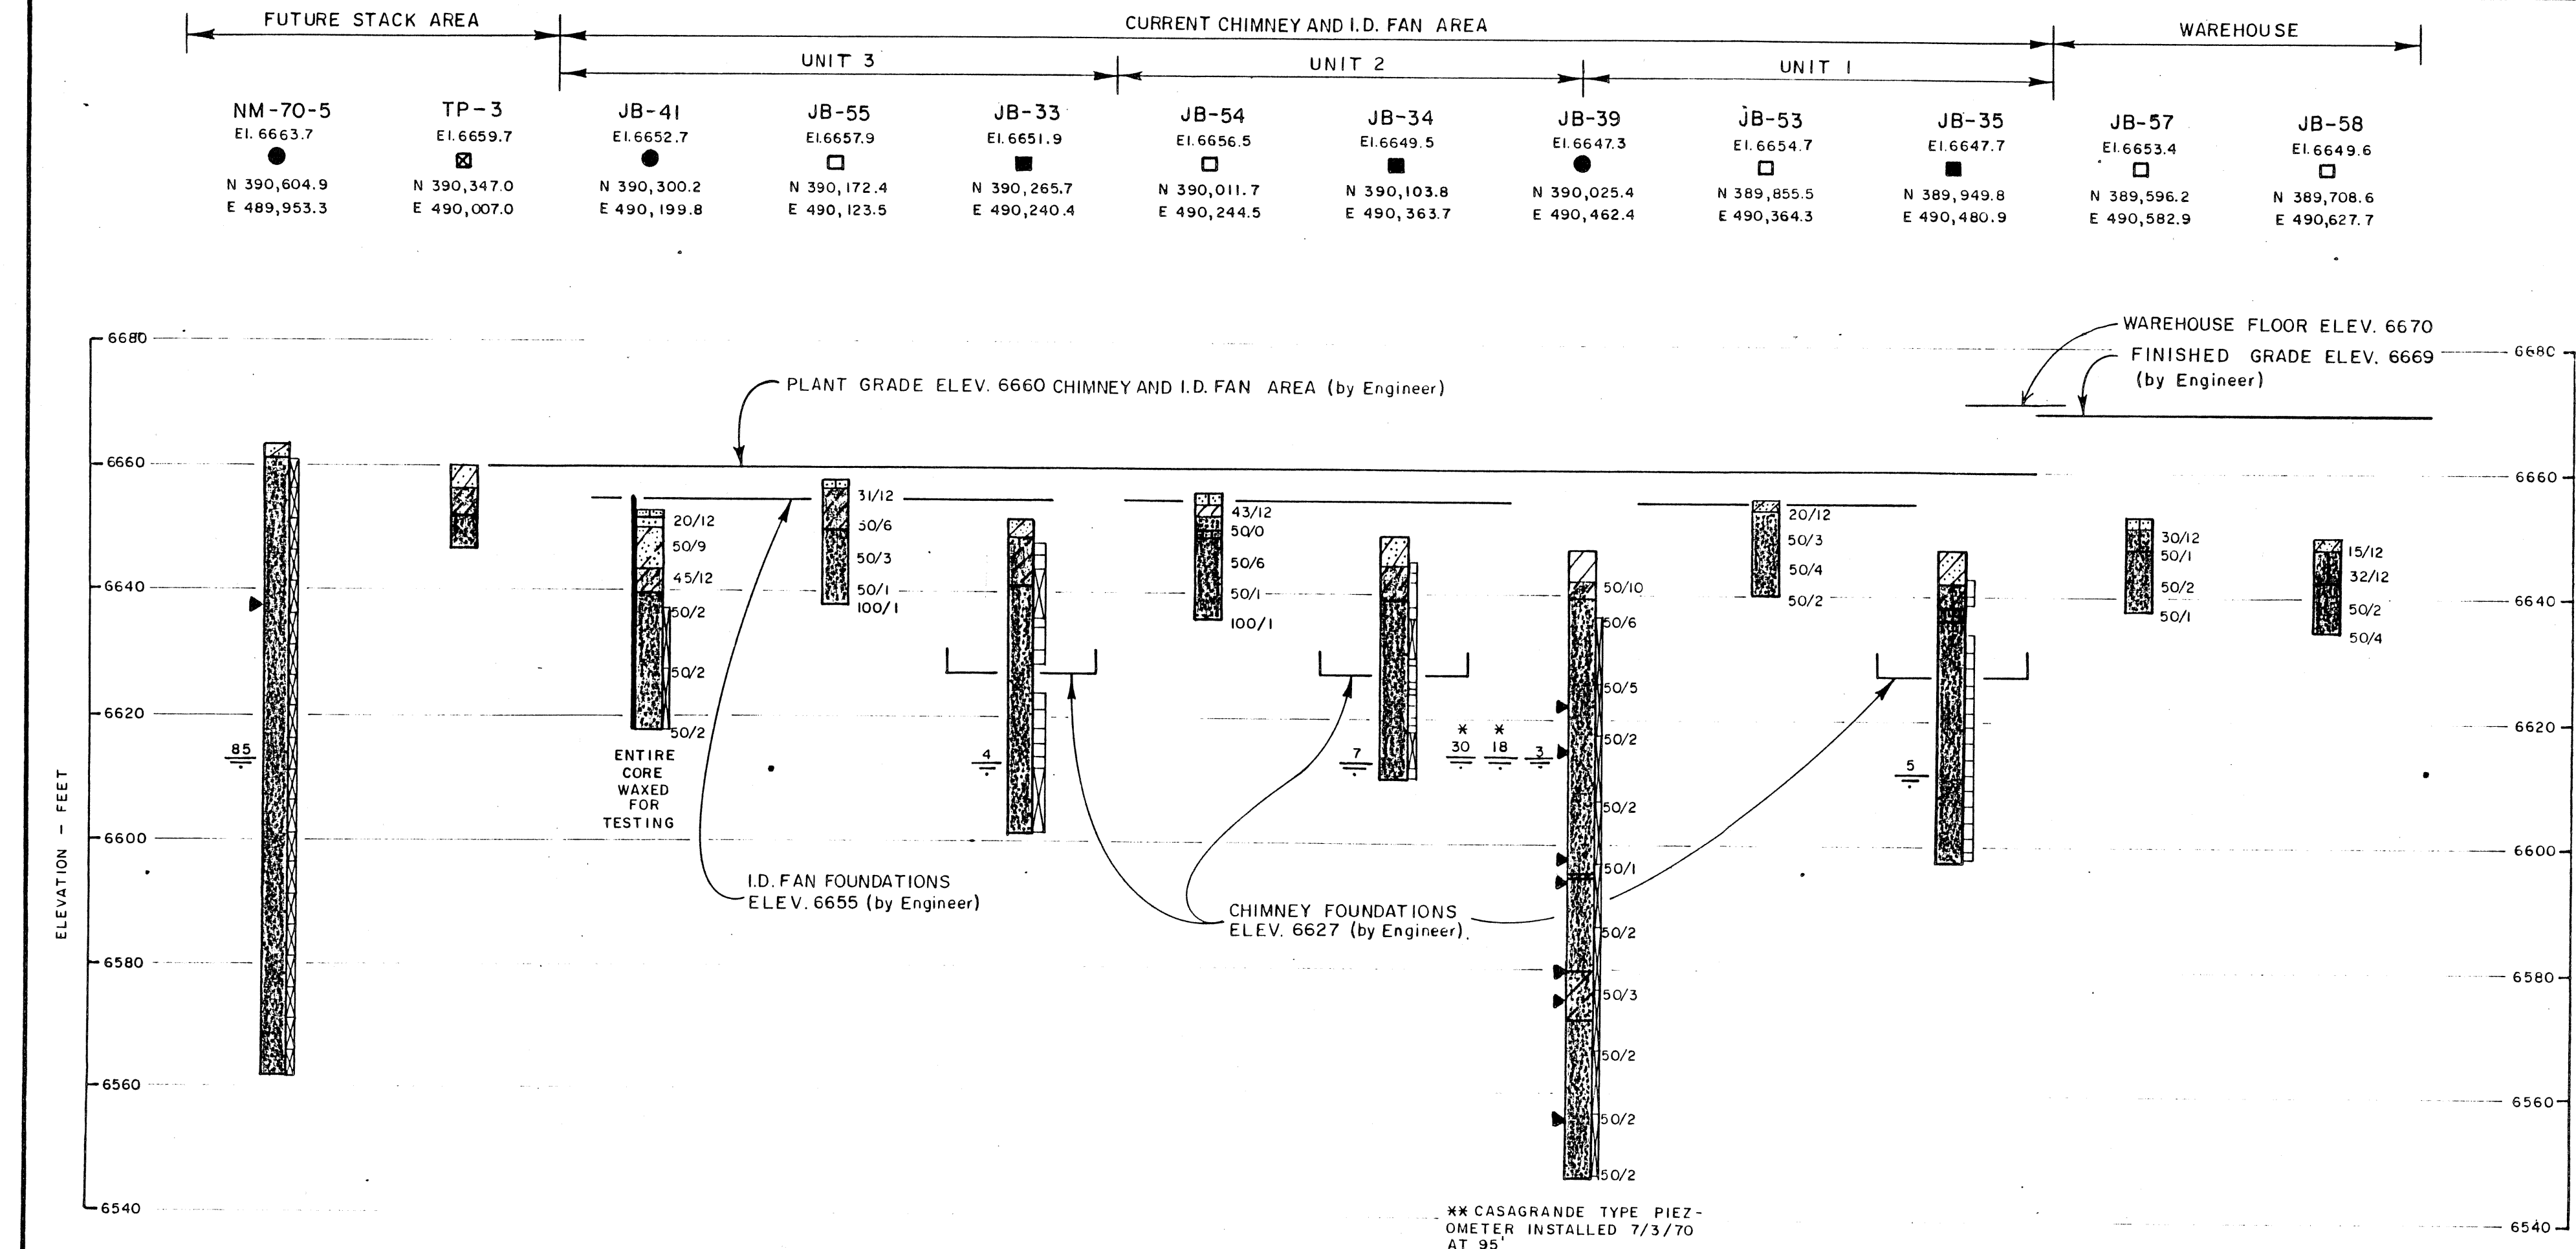 FUTURE STACK AREA
CURRENT CHIMNEY AND I.D. FAN AREA
WAREHOUSE
UNIT 3
UNIT 2
UNIT 1
NM-70-5
El. 6663.7
N 390,604.9
E 489,953.3
TP-3
El.6659.7
N 390,347.0
E 490,007.0
JB-41
El.6652.7
N 390,300.2
E 490,199.8
JB-55
El.6657.9
N 390,172.4
E 490,123.5
JB-33
El.6651.9
N 390,265.7
E 490,240.4
JB-54
El.6656.5
N 390,011.7
E 490,244.5
JB-34
El.6649.5
N 390,103.8
E 490,363.7
JB-39
El.6647.3
N 390,025.4
E 490,462.4
JB-53
El.6654.7
N 389,855.5
E 490,364.3
JB-35
El.6647.7
N 389,949.8
E 490,480.9
JB-57
El.6653.4
N 389,596.2
E 490,582.9
JB-58
El.6649.6
N 389,708.6
E 490,627.7
WAREHOUSE FLOOR ELEV. 6670
FINISHED GRADE ELEV. 6669
(by Engineer)
PLANT GRADE ELEV. 6660 CHIMNEY AND I.D. FAN AREA (by Engineer)
ELEVATION - FEET
6680
6660
6640
6620
6600
6580
6560
6540
85
20/12
50/9
45/12
50/2
50/2
50/2
ENTIRE
CORE
WAXED
FOR
TESTING
31/12
50/6
50/3
50/1
100/1
4
43/12
50/0
50/6
50/1
100/1
7
* *
30 18 3
50/10
50/6
50/5
50/2
50/2
50/1
50/2
50/3
50/2
50/2
50/2
20/12
50/3
50/4
50/2
5
30/12
50/1
50/2
50/1
15/12
32/12
50/2
50/4
I.D. FAN FOUNDATIONS
ELEV. 6655 (by Engineer)
CHIMNEY FOUNDATIONS
ELEV. 6627 (by Engineer).
** CASAGRANDE TYPE PIEZ-
OMETER INSTALLED 7/3/70
AT 95'
6680
6660
6640
6620
6600
6580
6560
6540